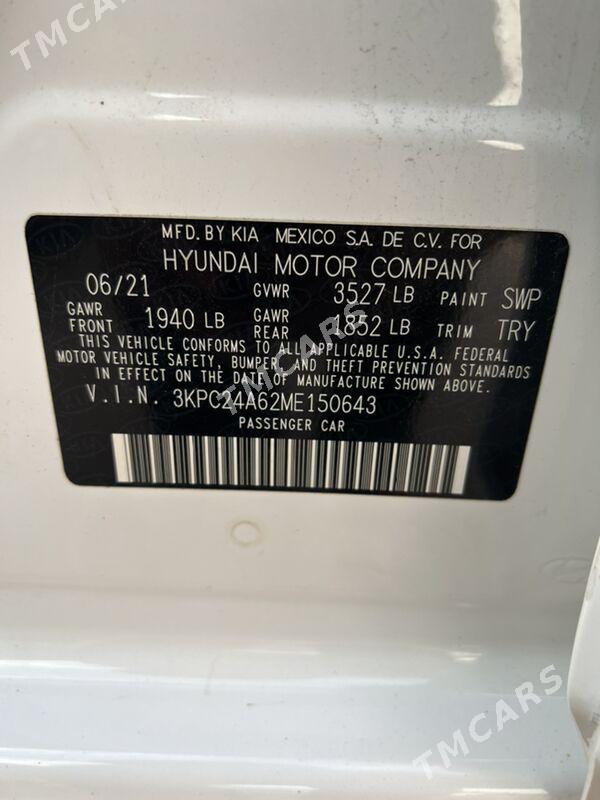 TMCARS
MFD. BY KIA MEXICO S.A. DE C.V. FOR
HYUNDAI MOTOR COMPANY
06/21 GVWR 3527 LB PAINT SWP
GAWR FRONT 1940 LB GAWR REAR 1852 LB TRIM TRY
THIS VEHICLE CONFORMS TO ALL APPLICABLE U.S.A. FEDERAL
MOTOR VEHICLE SAFETY, BUMPER, AND THEFT PREVENTION STANDARDS
IN EFFECT ON THE DATE OF MANUFACTURE SHOWN ABOVE.
V.I.N. 3KPC24A62ME150643
PASSENGER CAR
TMCARS
TMCARS
TMCARS